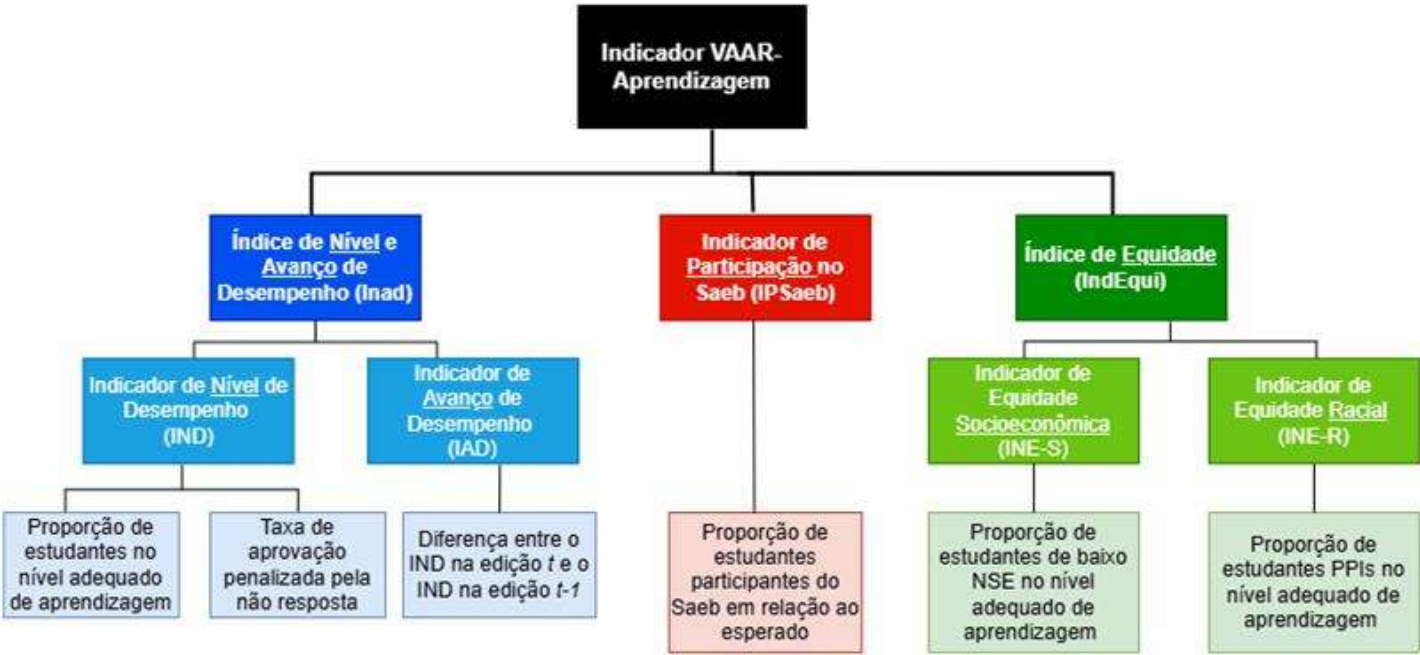 Indicador VAAR-
Aprendizagem
Índice de Nível e
Avanço de
Desempenho (Inad)
Indicador de
Participação no
Saeb (IPSaeb)
Índice de Equidade
(IndEqui)
Indicador de Nível de
Desempenho
(IND)
Indicador de
Avanço de
Desempenho
(IAD)
Indicador de
Equidade
Socioeconômica
(INE-S)
Indicador de
Equidade Racial
(INE-R)
Proporção de
estudantes no
nível adequado
de aprendizagem
Taxa de
aprovação
penalizada pela
não resposta
Diferença entre o
IND na edição t e o
IND na edição t-1
Proporção de
estudantes
participantes do
Saeb em relação ao
esperado
Proporção de
estudantes de baixo
NSE no nível
adequado de
aprendizagem
Proporção de
estudantes PPIs no
nível adequado de
aprendizagem